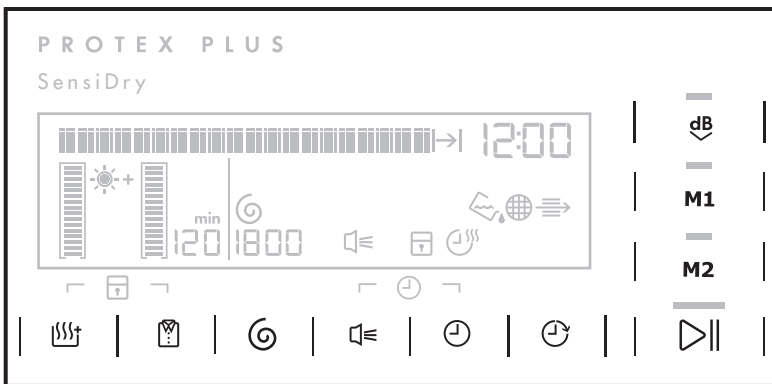 PROTEX PLUS
SensiDry
dB
12:00
M1
min
120 1800
M2